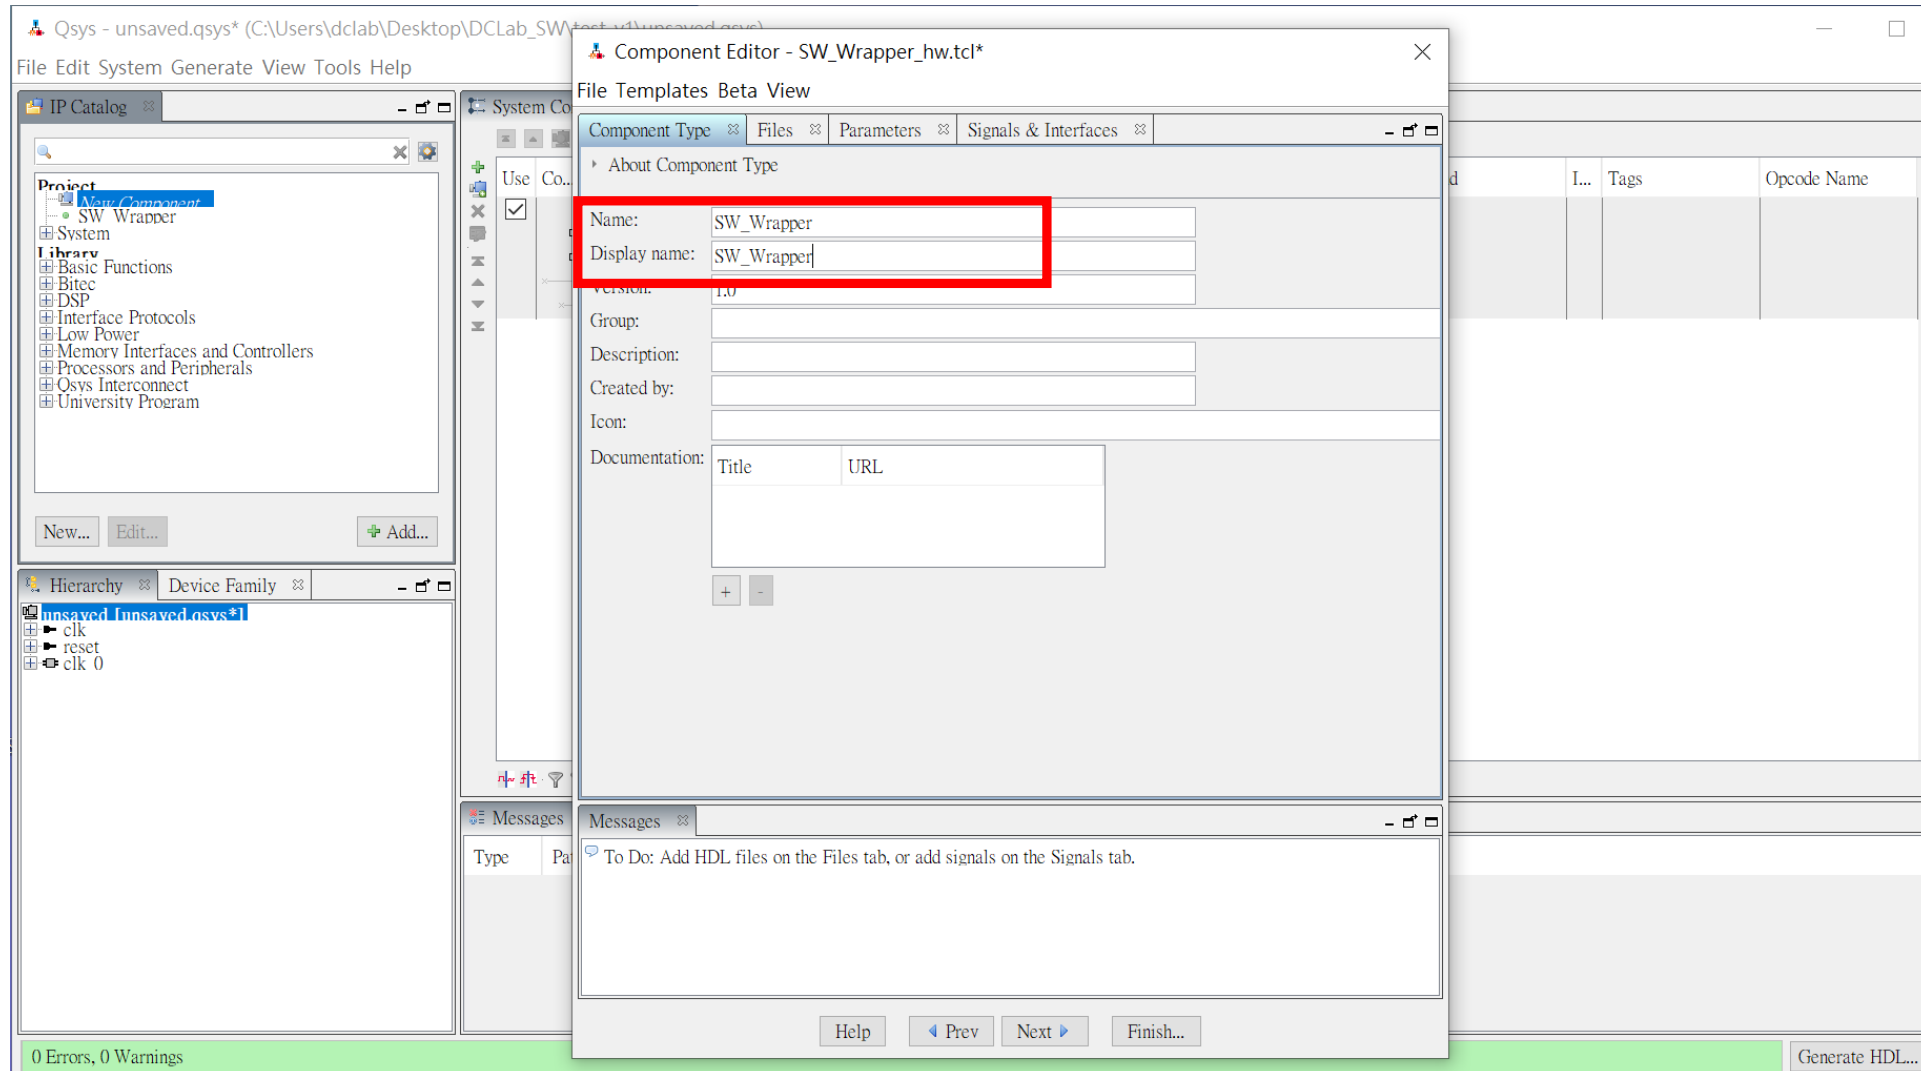 Qsys - unsaved.qsys* (C:\Users\dclab\Desktop\DCLab_SW\test_v1\unsaved.qsys)
File Edit System Generate View Tools Help
IP Catalog
Project
New Component...
SW_Wrapper
System
Library
Basic Functions
Bitec
DSP
Interface Protocols
Low Power
Memory Interfaces and Controllers
Processors and Peripherals
Qsys Interconnect
University Program
New...
Edit...
Add...
Hierarchy
Device Family
unsaved [unsaved.qsys*]
clk
reset
clk_0
System Co
Use
Co...
I...
Tags
Opcode Name
Messages
Type
Component Editor - SW_Wrapper_hw.tcl*
File Templates Beta View
Component Type
Files
Parameters
Signals & Interfaces
About Component Type
Name: SW_Wrapper
Display name: SW_Wrapper
Version: 1.0
Group:
Description:
Created by:
Icon:
Documentation:
Title
URL
+
-
Messages
To Do: Add HDL files on the Files tab, or add signals on the Signals tab.
Help
Prev
Next
Finish...
0 Errors, 0 Warnings
Generate HDL...